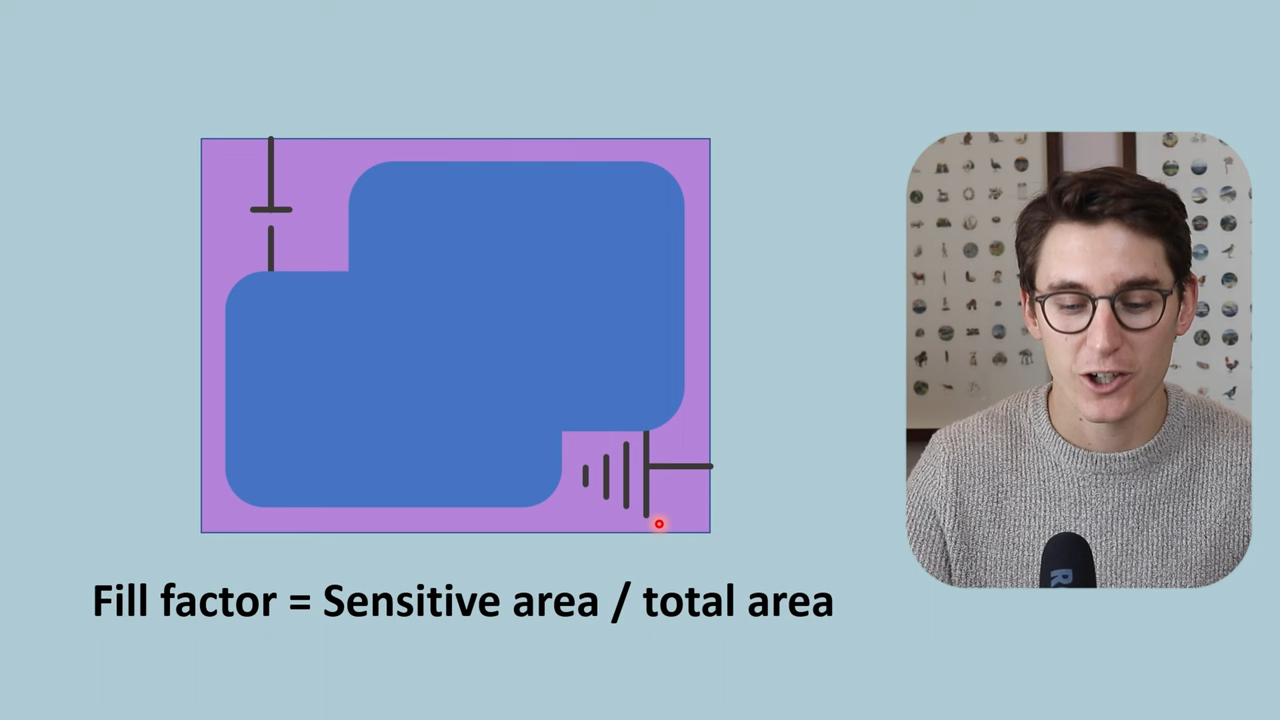 Fill factor = Sensitive area / total area
R